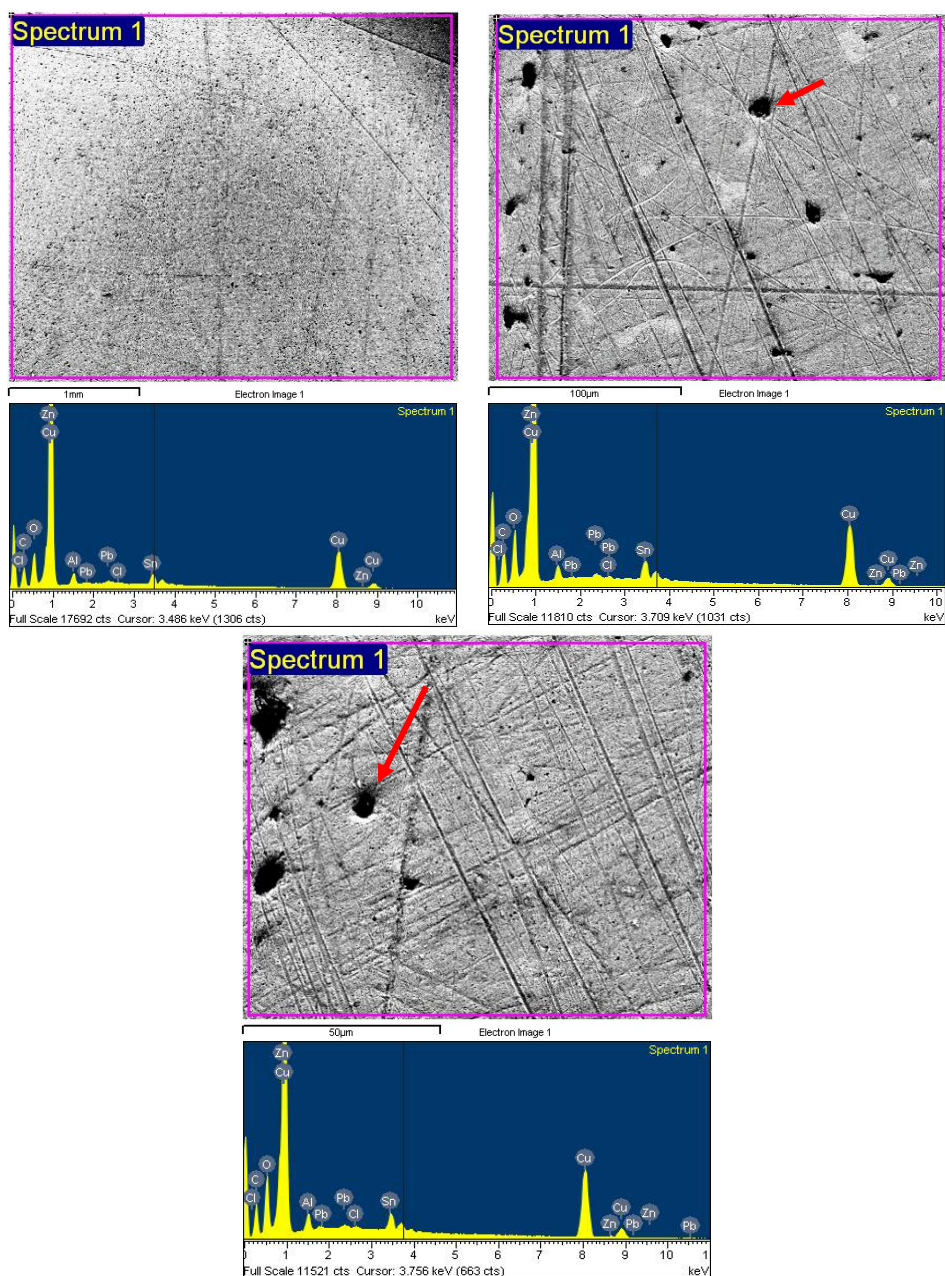 Spectrum 1
1mm Electron Image 1
Spectrum 1
Zn
Cu
O
C
Cl
Al
Pb
Pb
Cl
Sn
Cu
Cu
Zn
0 1 2 3 4 5 6 7 8 9 10
Full Scale 17692 cts Cursor: 3.486 keV (1306 cts) keV
Spectrum 1
100µm Electron Image 1
Spectrum 1
Zn
Cu
O
C
Cl
Al
Pb
Pb
Pb
Cl
Sn
Cu
Zn
Cu
Pb
Zn
0 1 2 3 4 5 6 7 8 9 10
Full Scale 11810 cts Cursor: 3.709 keV (1031 cts) keV
Spectrum 1
50µm Electron Image 1
Spectrum 1
Zn
Cu
O
C
Cl
Al
Pb
Pb
Cl
Sn
Cu
Zn
Cu
Pb
Zn
Pb
0 1 2 3 4 5 6 7 8 9 10 1
Full Scale 11521 cts Cursor: 3.756 keV (663 cts) keV